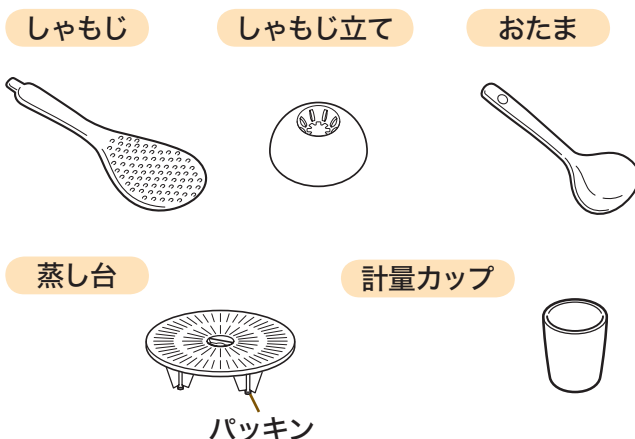 しゃもじ
しゃもじ立て
おたま
蒸し台
計量カップ
パッキン